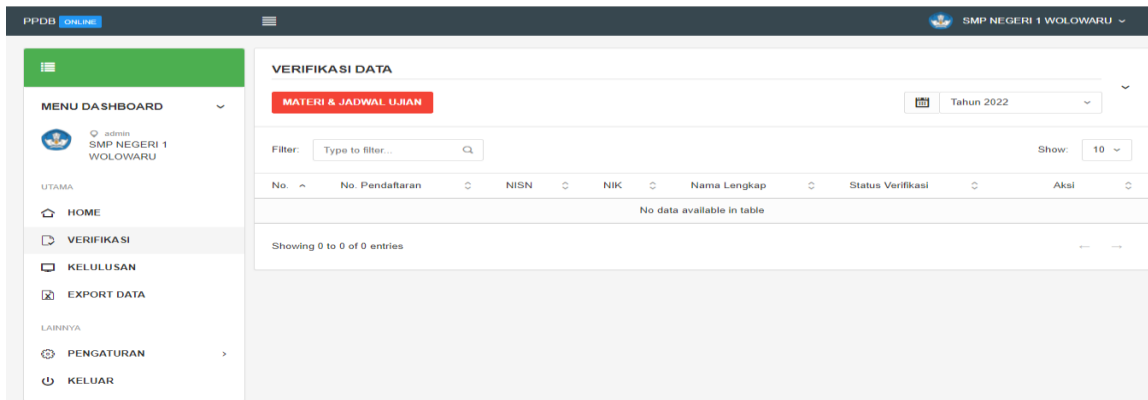 PPDB ONLINE
SMP NEGERI 1 WOLOWARU
MENU DASHBOARD
admin
SMP NEGERI 1
WOLOWARU
UTAMA
HOME
VERIFIKASI
KELULUSAN
EXPORT DATA
LAINNYA
PENGATURAN
KELUAR
VERIFIKASI DATA
MATERI & JADWAL UJIAN
Tahun 2022
Filter: Type to filter...
Show: 10
No. No. Pendaftaran NISN NIK Nama Lengkap Status Verifikasi Aksi
No data available in table
Showing 0 to 0 of 0 entries